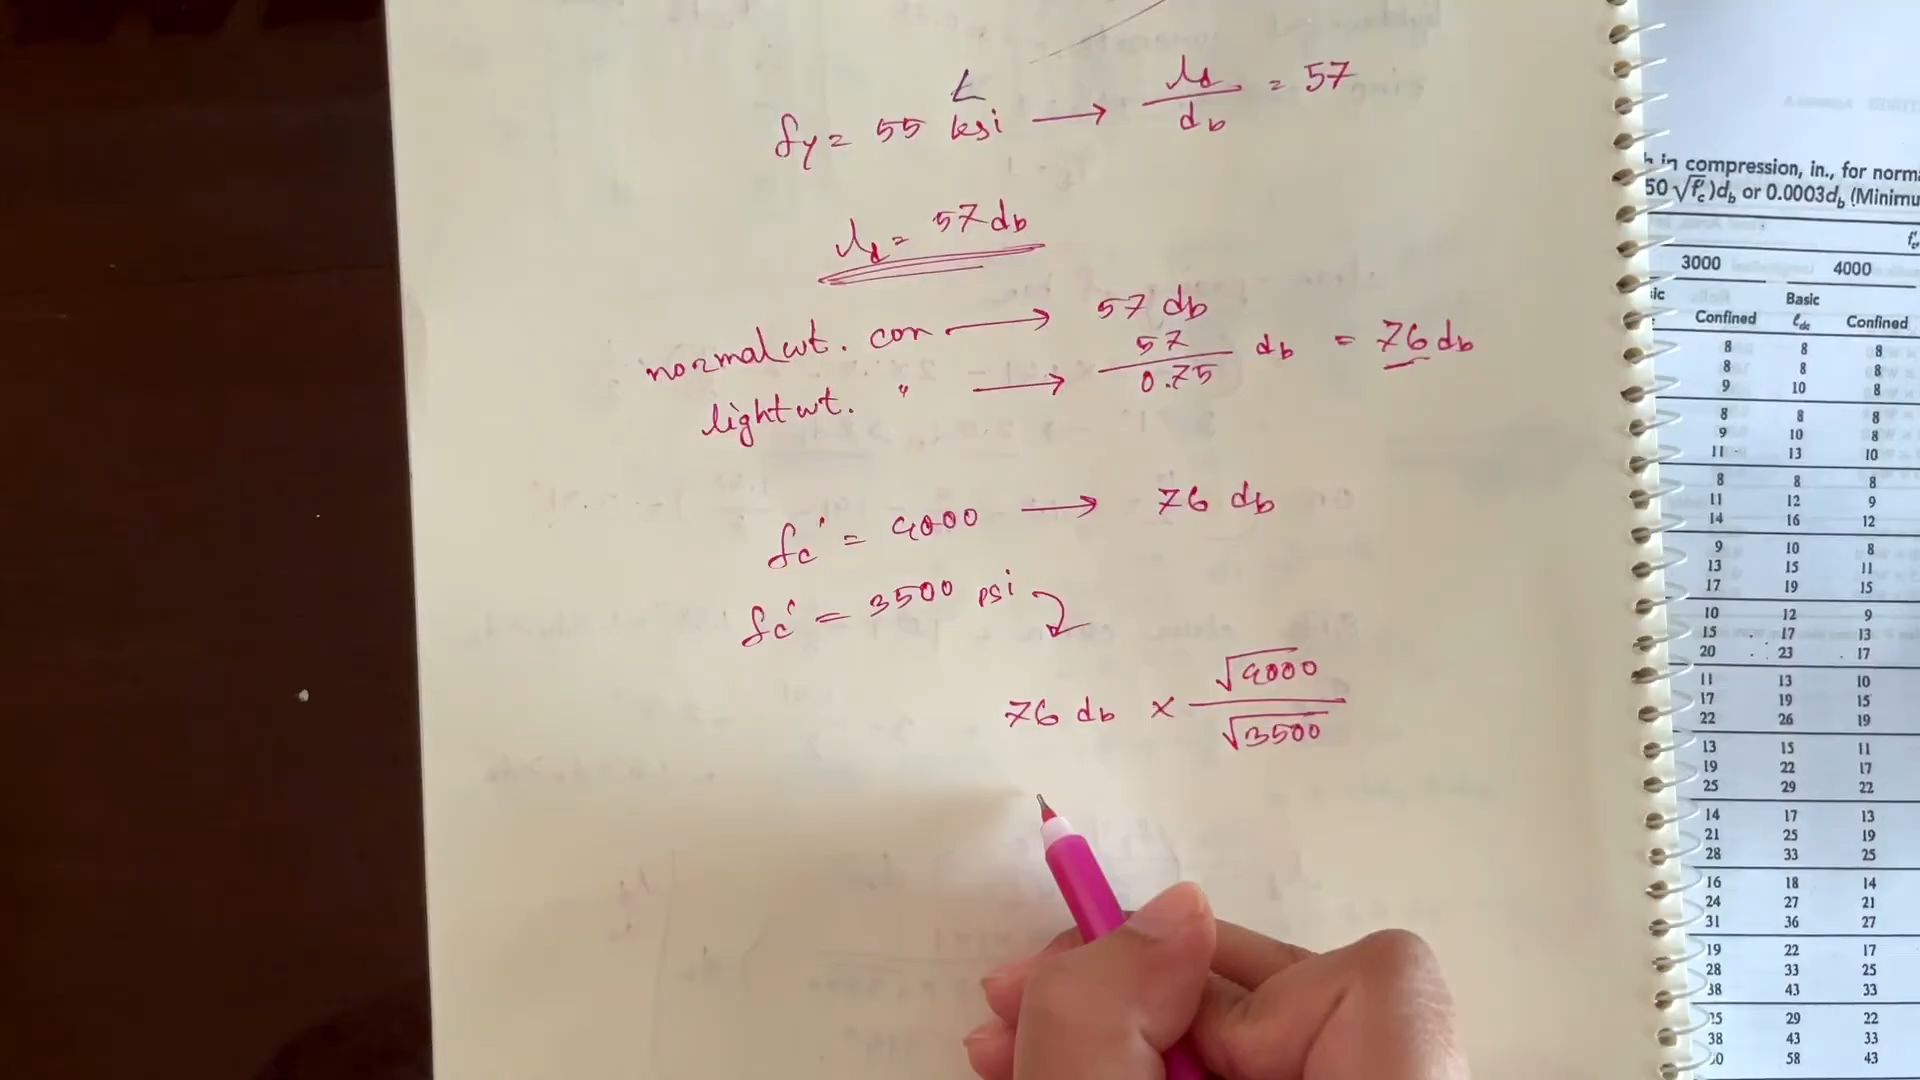 fy = 55 ksi → ld/db = 57
ld = 57 db
normal wt. con → 57 db
light wt. " → 57/0.75 db = 76 db
fc' = 4000 → 76 db
fc' = 3500 psi
76 db × √4000/√3500
in compression, in., for norm
50 √f'c)db or 0.0003db (Minimu
f'c
3000 4000
Basic
Confined ℓdc Confined
8 8 8
8 8 8
9 10 8
8 8 8
9 10 8
11 13 10
8 8 8
11 12 9
14 16 12
9 10 8
13 15 11
17 19 15
10 12 9
15 17 13
20 23 17
11 13 10
17 19 15
22 26 19
13 15 11
19 22 17
25 29 22
14 17 13
21 25 19
28 33 25
16 18 14
24 27 21
31 36 27
19 22 17
28 33 25
38 43 33
29 22
38 43 33
58 43